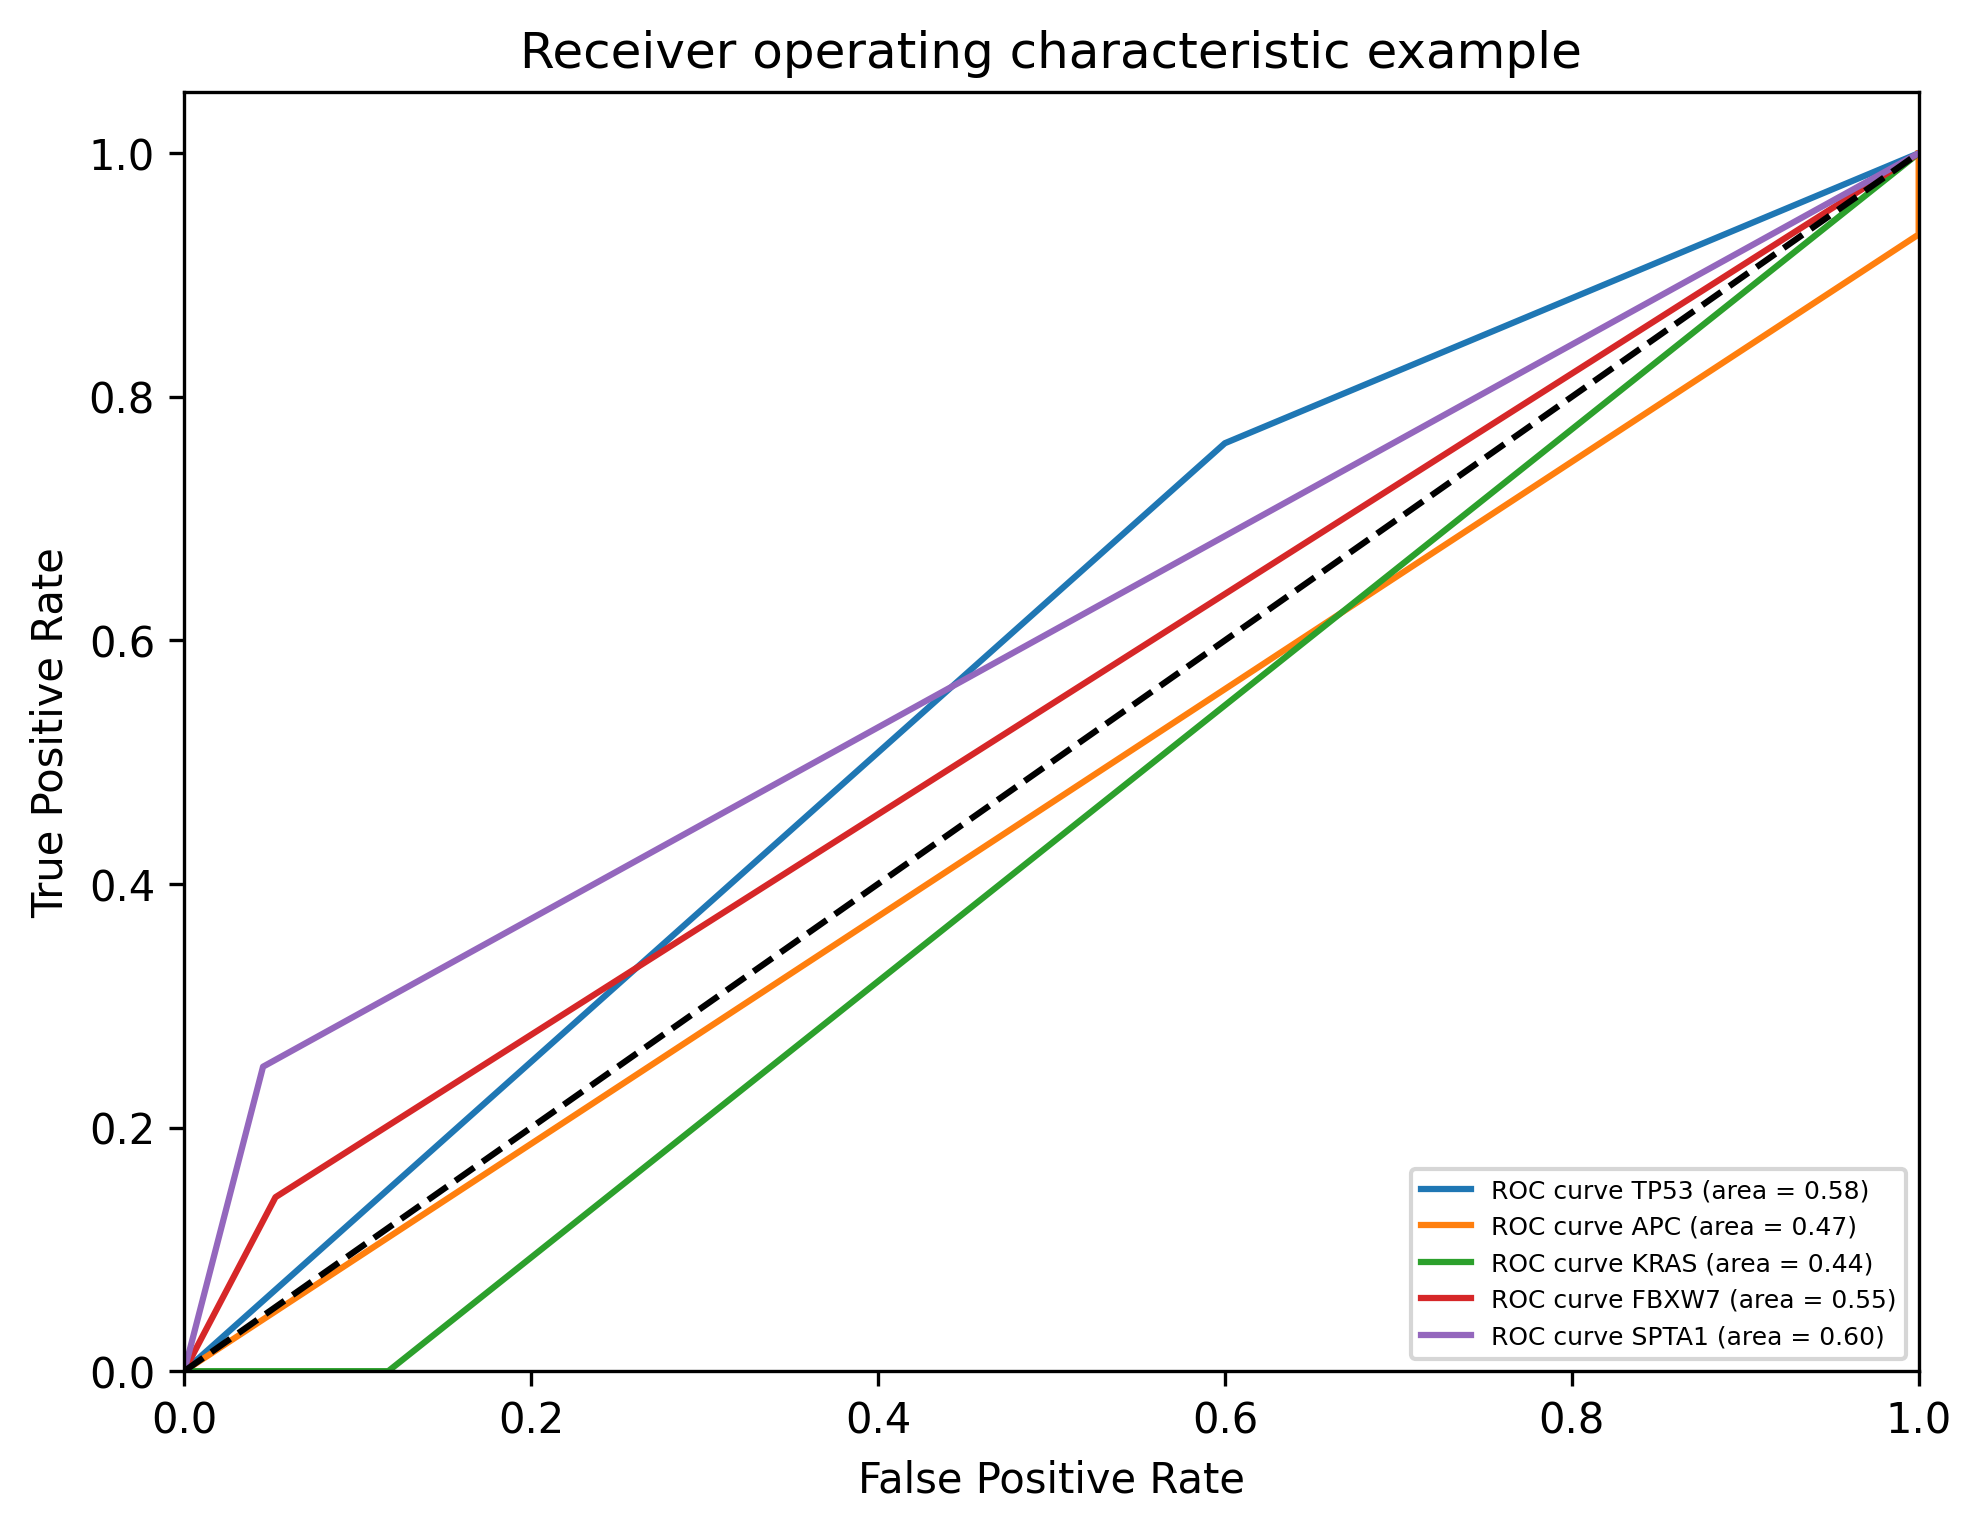 Receiver operating characteristic example
True Positive Rate
1.0
0.8
0.6
0.4
0.2
0.0
ROC curve TP53 (area = 0.58)
ROC curve APC (area = 0.47)
ROC curve KRAS (area = 0.44)
ROC curve FBXW7 (area = 0.55)
ROC curve SPTA1 (area = 0.60)
0.0 0.2 0.4 0.6 0.8 1.0
False Positive Rate